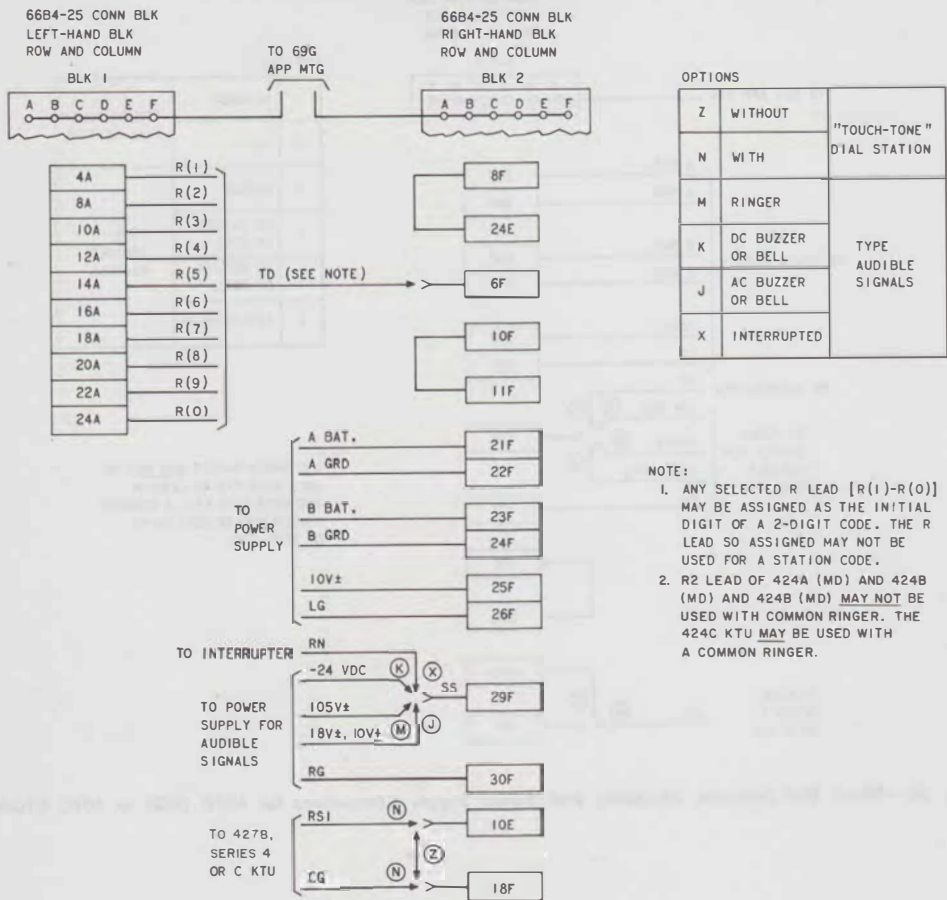 66B4-25 CONN BLK
LEFT-HAND BLK
ROW AND COLUMN
BLK 1
A B C D E F
TO 69G
APP MTG
66B4-25 CONN BLK
RIGHT-HAND BLK
ROW AND COLUMN
BLK 2
A B C D E F
4A R(1)
8A R(2)
10A R(3)
12A R(4)
14A R(5)
16A R(6)
18A R(7)
20A R(8)
22A R(9)
24A R(0)
TD (SEE NOTE)
8F
24E
6F
10F
11F
OPTIONS
Z WITHOUT
N WITH
"TOUCH-TONE"
DIAL STATION
M RINGER
K DC BUZZER
OR BELL
J AC BUZZER
OR BELL
X INTERRUPTED
TYPE
AUDIBLE
SIGNALS
TO
POWER
SUPPLY
A BAT. 21F
A GRD 22F
B BAT. 23F
B GRD 24F
10V± 25F
LG 26F
NOTE:
1. ANY SELECTED R LEAD [R(1)-R(0)]
MAY BE ASSIGNED AS THE INITIAL
DIGIT OF A 2-DIGIT CODE. THE R
LEAD SO ASSIGNED MAY NOT BE
USED FOR A STATION CODE.
2. R2 LEAD OF 424A (MD) AND 424B
(MD) AND 424B (MD) MAY NOT BE
USED WITH COMMON RINGER. THE
424C KTU MAY BE USED WITH
A COMMON RINGER.
TO INTERRUPTER RN
TO POWER
SUPPLY FOR
AUDIBLE
SIGNALS
-24 VDC K X
105V± SS 29F
18V±, 10V± M J
RG 30F
TO 427B,
SERIES 4
OR C KTU
RS1 N 10E
Z
LG N 18F